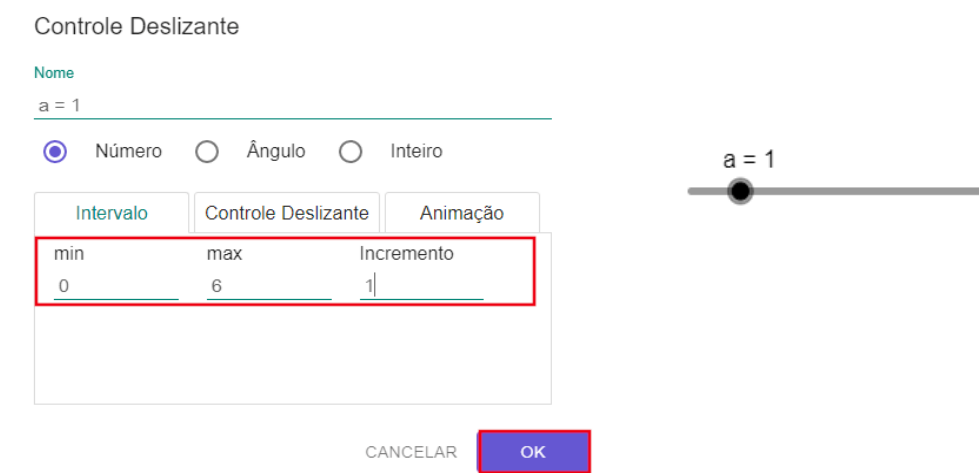 Controle Deslizante
Nome
a = 1
Número Ângulo Inteiro
a = 1
Intervalo Controle Deslizante Animação
min max Incremento
0 6 1
CANCELAR OK